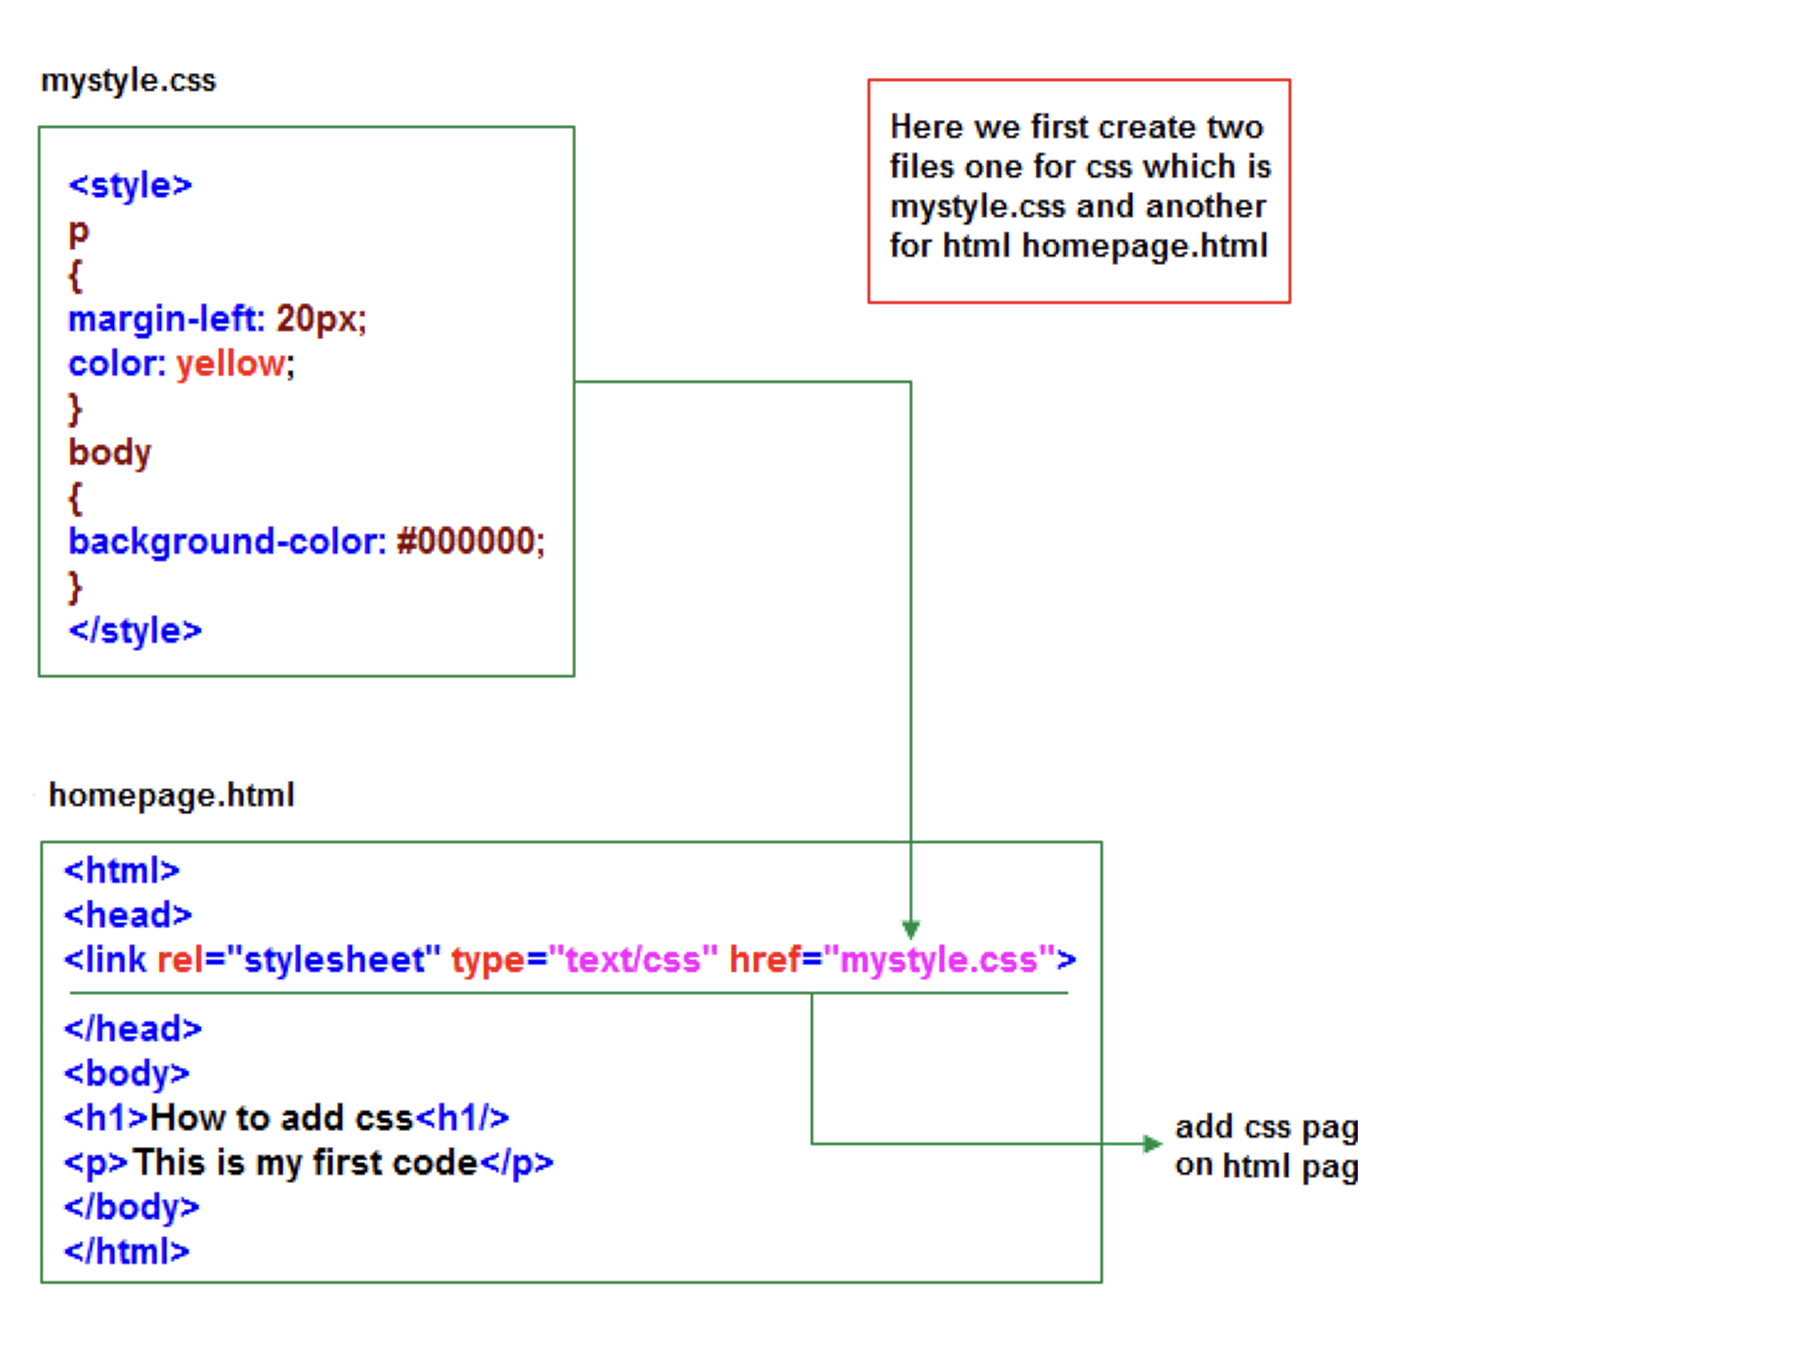 mystyle.css
<style>
p
{
margin-left: 20px;
color: yellow;
}
body
{
background-color: #000000;
}
</style>
Here we first create two
files one for css which is
mystyle.css and another
for html homepage.html
homepage.html
<html>
<head>
<link rel="stylesheet" type="text/css" href="mystyle.css">
</head>
<body>
<h1>How to add css<h1/>
<p>This is my first code</p>
</body>
</html>
add css pag
on html pag